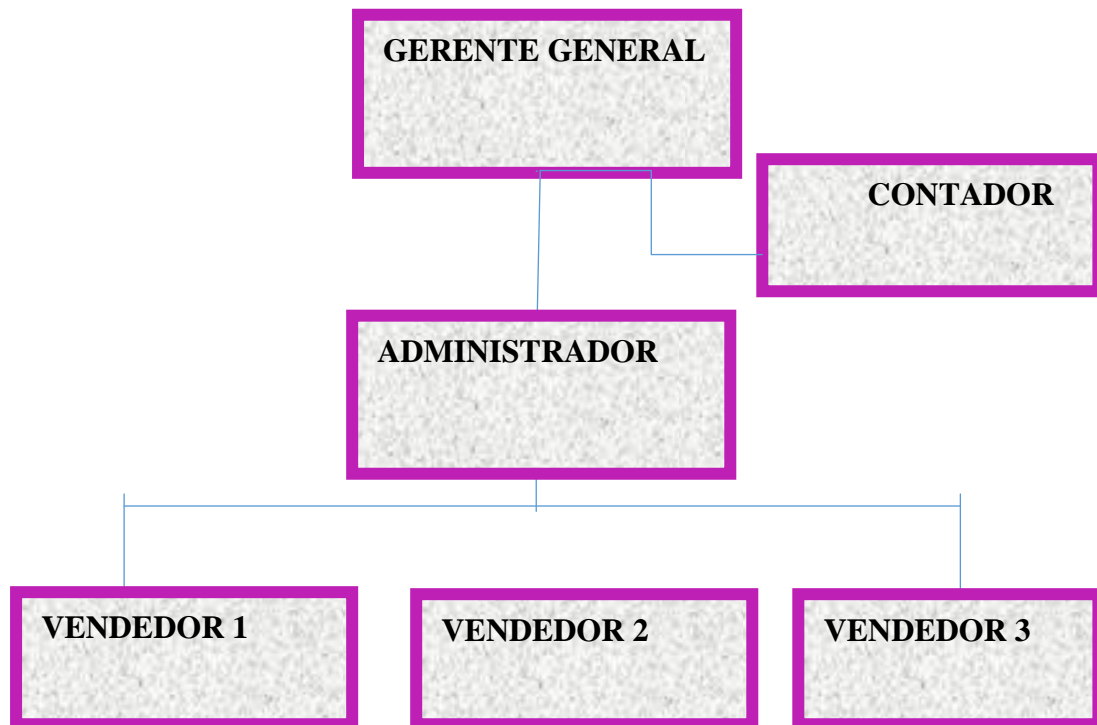 GERENTE GENERAL
CONTADOR
ADMINISTRADOR
VENDEDOR 1
VENDEDOR 2
VENDEDOR 3